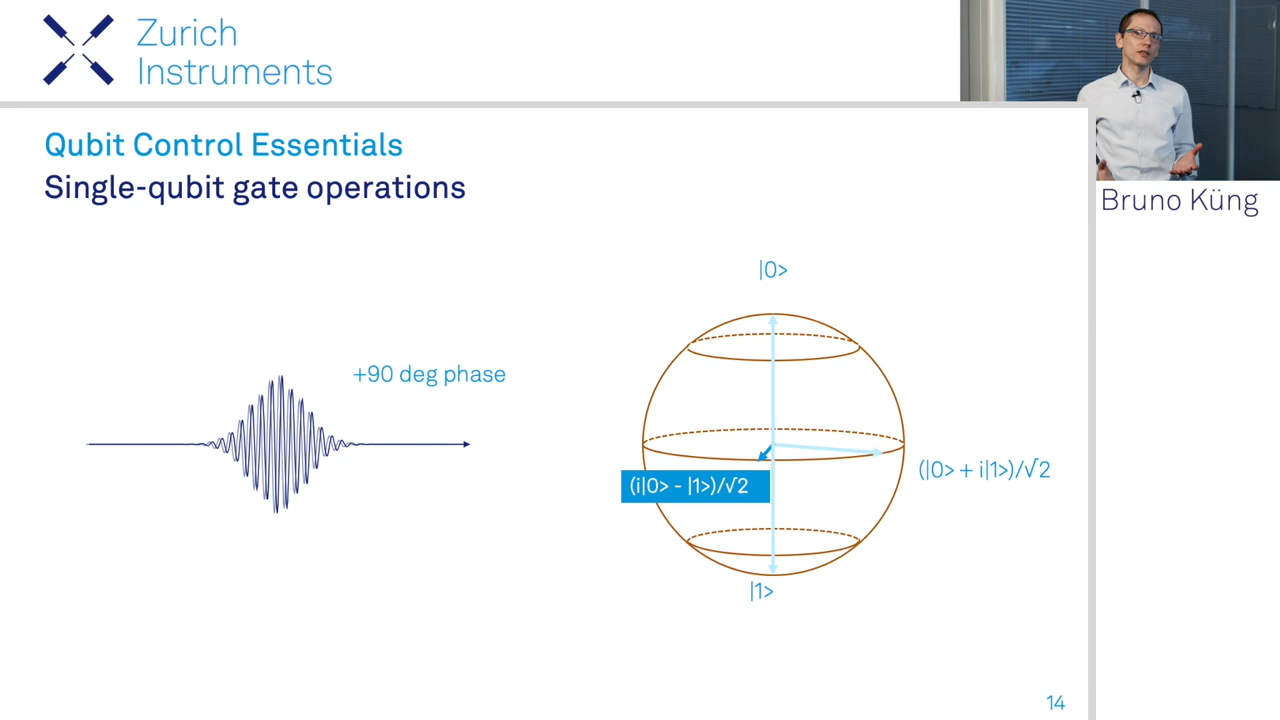 Zurich
Instruments
Qubit Control Essentials
Single-qubit gate operations
Bruno Küng
|0>
+90 deg phase
(|0> + i|1>)/√2
(i|0> - |1>)/√2
|1>
14